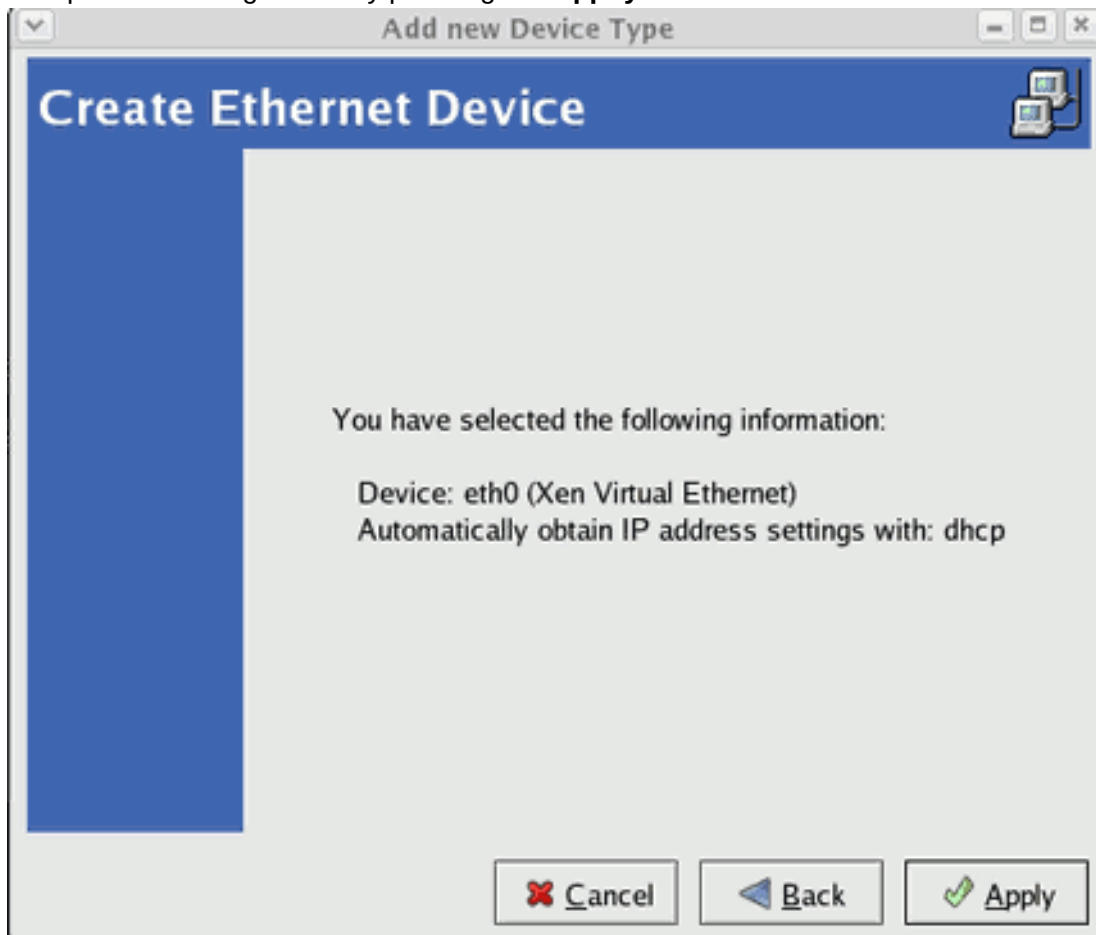 Add new Device Type
Create Ethernet Device
You have selected the following information:
Device: eth0 (Xen Virtual Ethernet)
Automatically obtain IP address settings with: dhcp
Cancel
Back
Apply